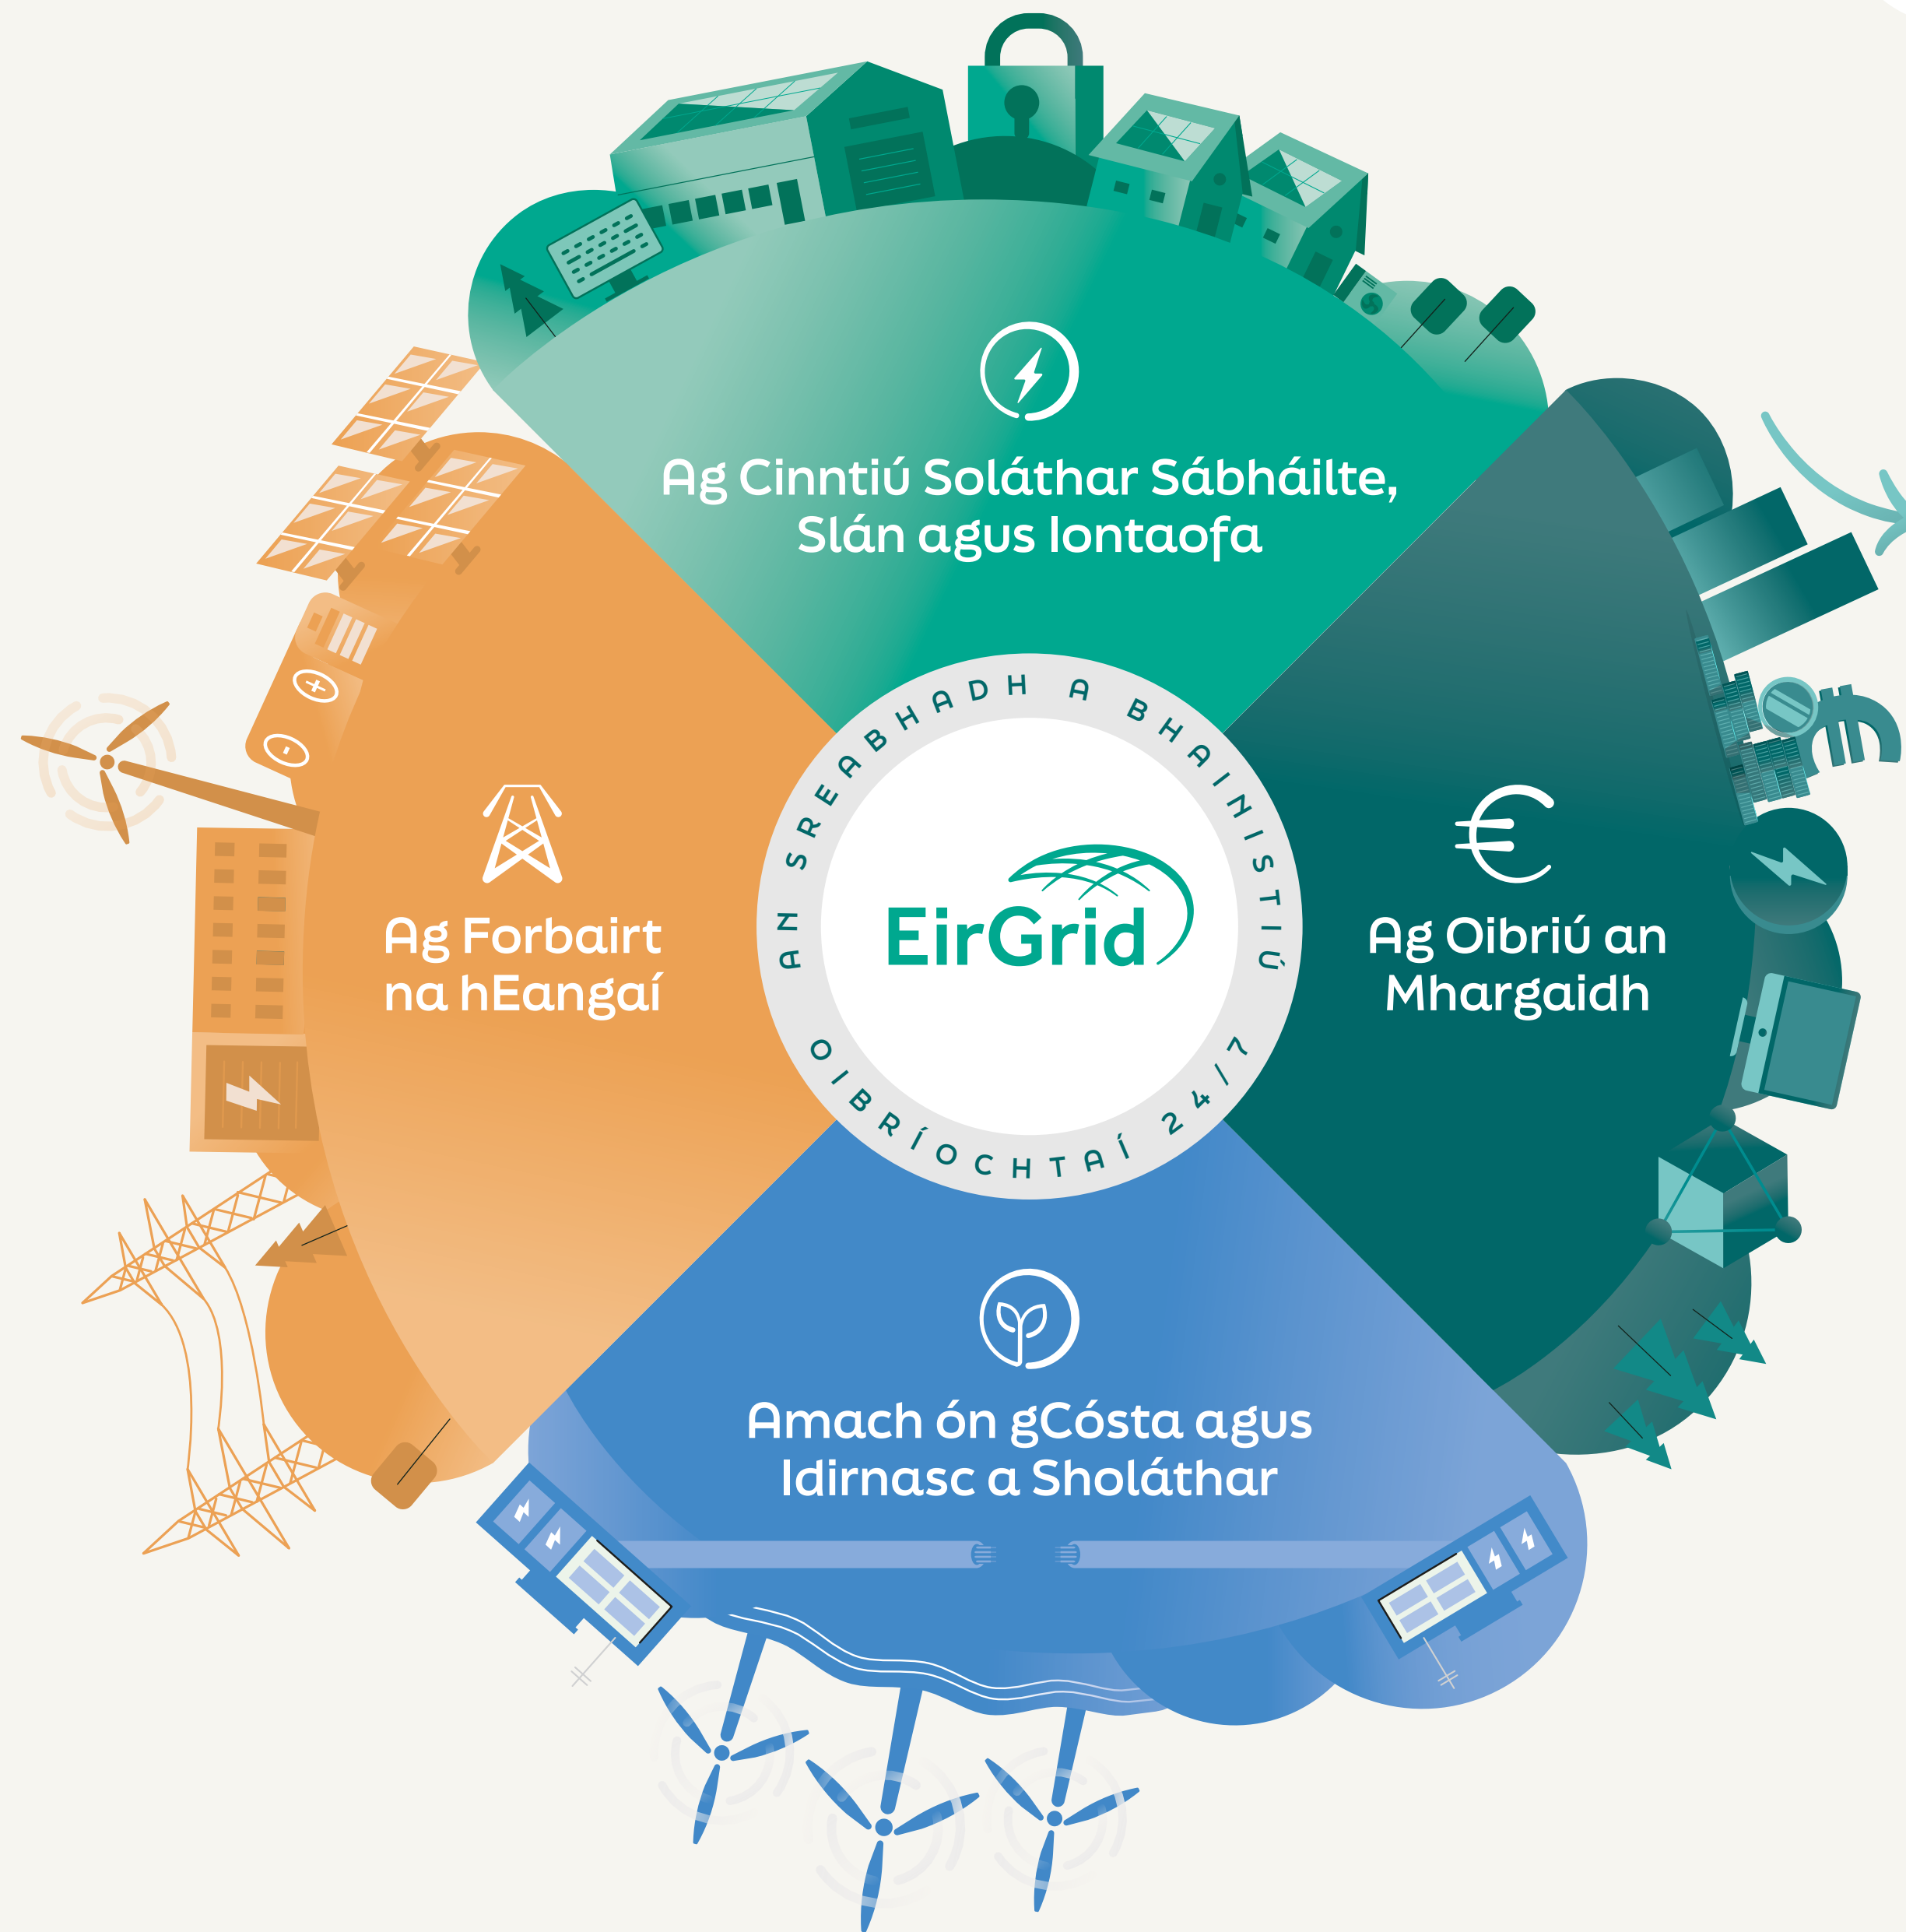 Ag Cinntiú Soláthar Sábháilte,
Slán agus Iontaofa
AN SREABHADH A BHAINISTIÚ
EirGrid
OIBRÍOCHTAÍ 24/7
Ag Forbairt
na hEangaí
Ag Oibriú an
Mhargaidh
Amach ón gCósta agus
Idirnasc a Sholáthar